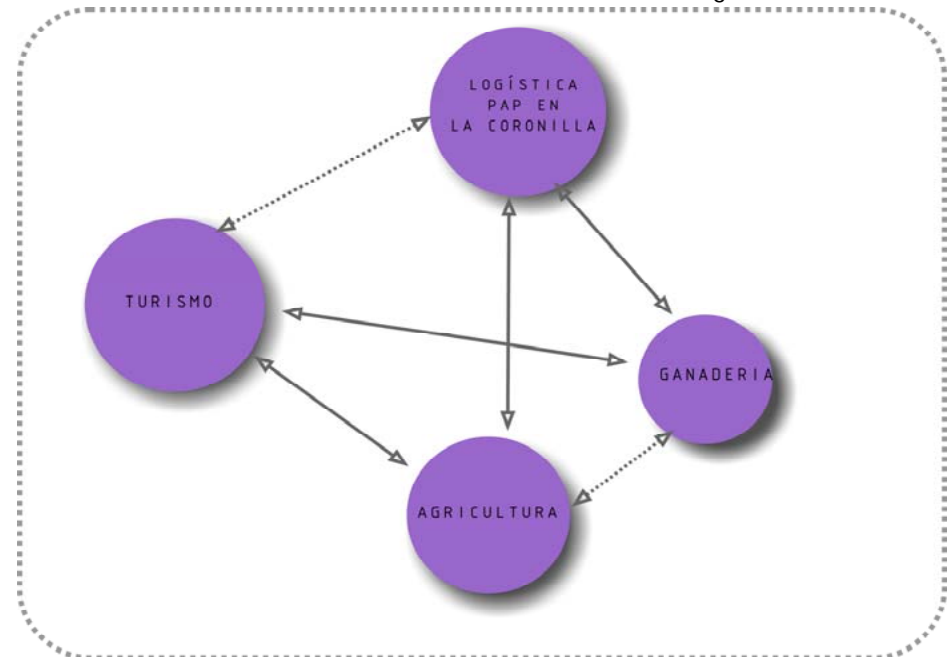 LOGÍSTICA
PAP EN
LA CORONILLA
TURISMO
GANADERIA
AGRICULTURA